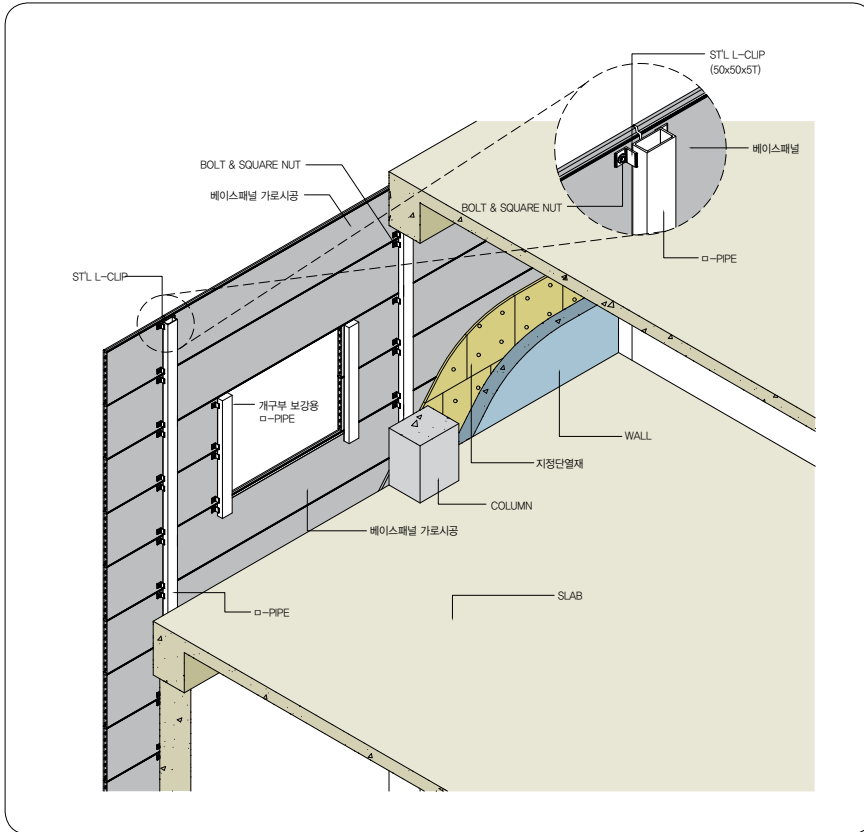 ST'L L-CLIP
(50x50x5T)
베이스패널
BOLT & SQUARE NUT
베이스패널 가로시공
BOLT & SQUARE NUT
ㅁ-PIPE
ST'L L-CLIP
개구부 보강용
ㅁ-PIPE
WALL
지정단열재
COLUMN
베이스패널 가로시공
SLAB
ㅁ-PIPE